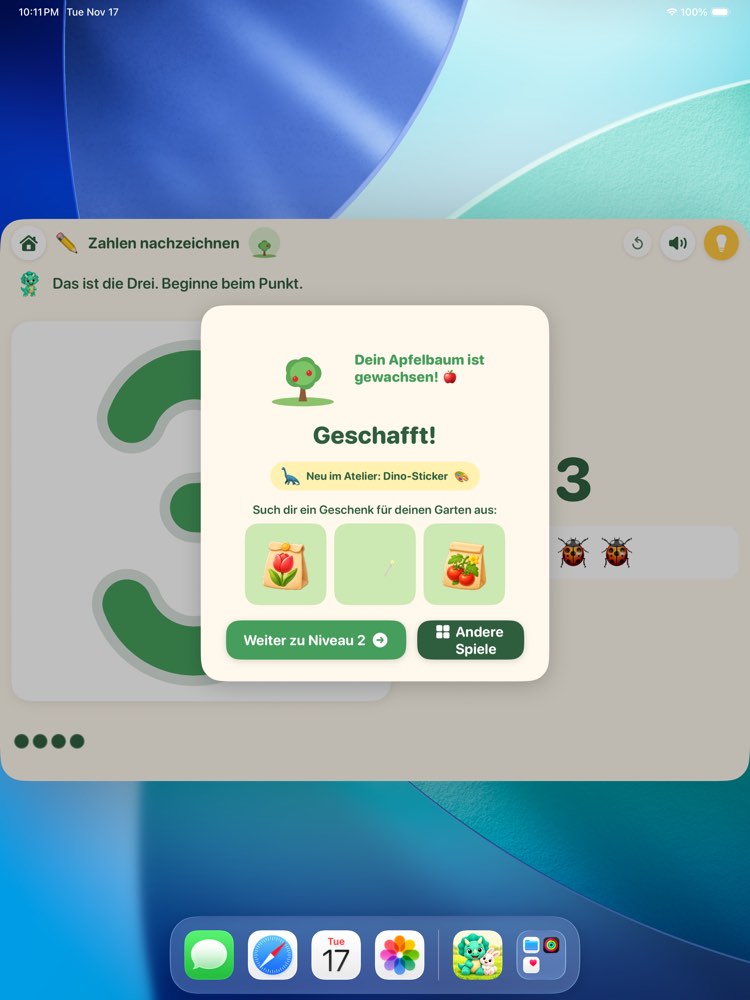 10:11 PM Tue Nov 17
100%
Zahlen nachzeichnen
Das ist die Drei. Beginne beim Punkt.
Dein Apfelbaum ist
gewachsen!
Geschafft!
Neu im Atelier: Dino-Sticker
3
Such dir ein Geschenk für deinen Garten aus:
Weiter zu Niveau 2
Andere
Spiele
Tue
17